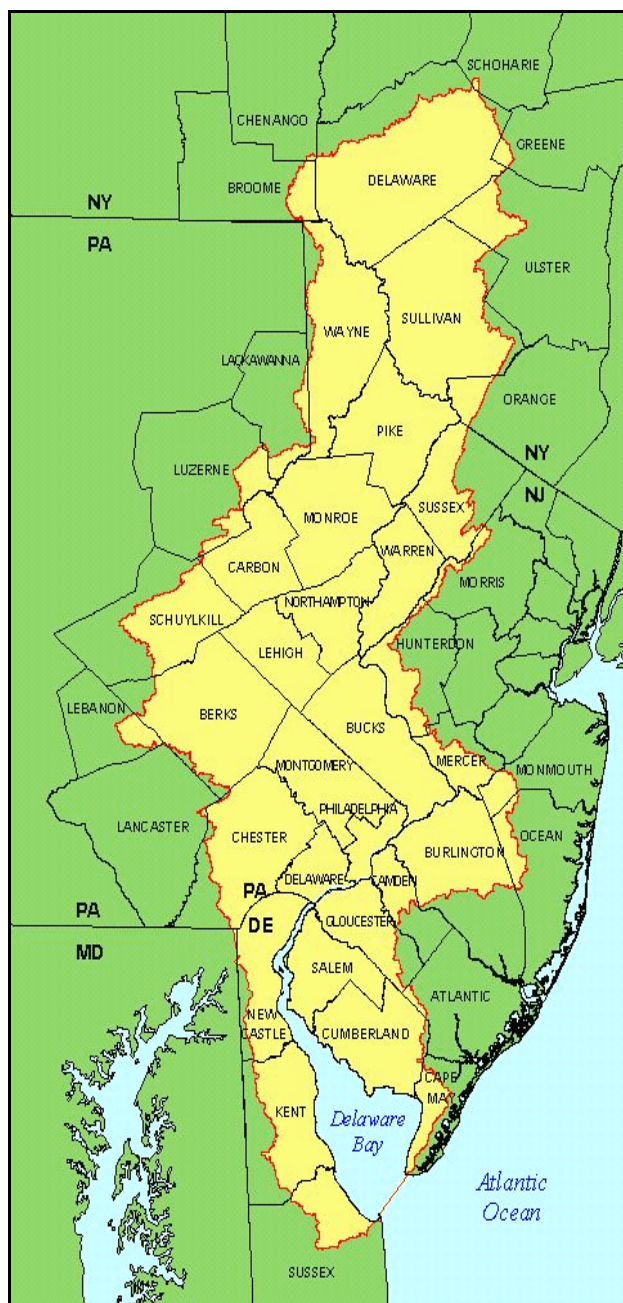 SCHOHARIE
CHENANGO
GREENE
DELAWARE
BROOME
NY
PA
ULSTER
SULLIVAN
WAYNE
LACKAWANNA
ORANGE
PIKE
NY
LUZERNE
NJ
SUSSEX
MONROE
WARREN
CARBON
MORRIS
NORTHAMPTON
SCHUYLKILL
HUNTERDON
LEHIGH
LEBANON
BERKS
BUCKS
MERCER
MONTGOMERY
MONMOUTH
PHILADELPHIA
LANCASTER
CHESTER
OCEAN
BURLINGTON
DELAWARE
CAMDEN
PA
PA
DE
GLOUCESTER
MD
SALEM
ATLANTIC
NEW
CASTLE
CUMBERLAND
CAPE
MAY
KENT
Delaware
Bay
Atlantic
Ocean
SUSSEX